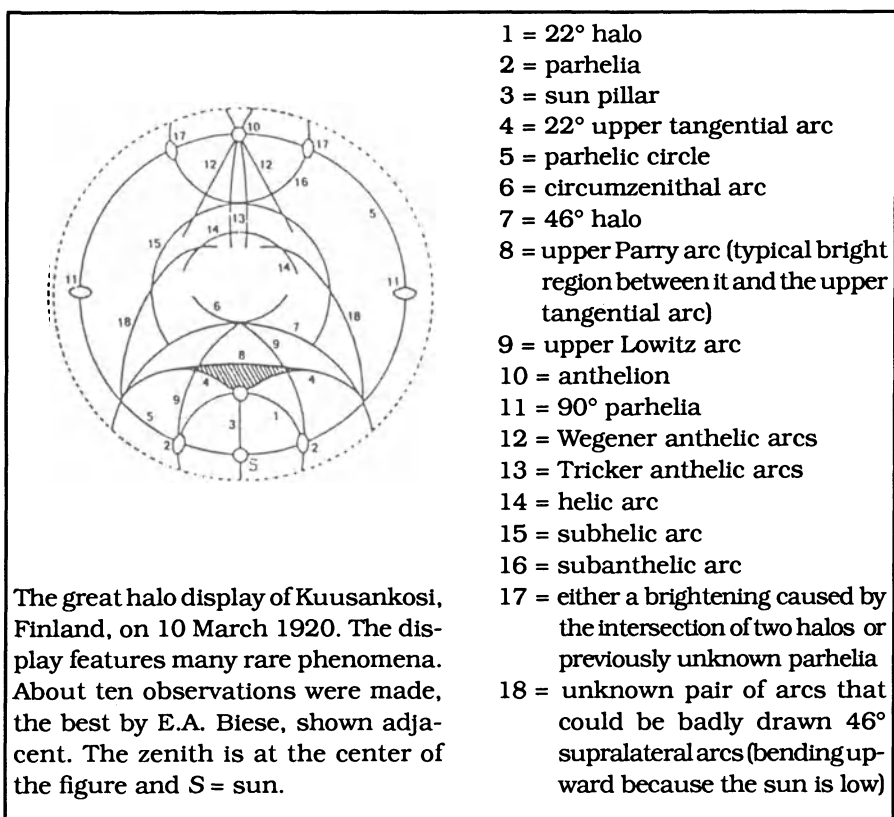 1 = 22° halo
2 = parhelia
3 = sun pillar
4 = 22° upper tangential arc
5 = parhelic circle
6 = circumzenithal arc
7 = 46° halo
8 = upper Parry arc (typical bright
region between it and the upper
tangential arc)
9 = upper Lowitz arc
10 = anthelion
11 = 90° parhelia
12 = Wegener anthelic arcs
13 = Tricker anthelic arcs
14 = helic arc
15 = subhelic arc
16 = subanthelic arc
17 = either a brightening caused by
the intersection of two halos or
previously unknown parhelia
18 = unknown pair of arcs that
could be badly drawn 46°
supralateral arcs (bending up-
ward because the sun is low)
17
10
17
12
12
16
5
15
13
14
14
11
11
18
6
7
18
9
8
4
4
9
5
3
1
2
2
S
The great halo display of Kuusankosi,
Finland, on 10 March 1920. The dis-
play features many rare phenomena.
About ten observations were made,
the best by E.A. Biese, shown adja-
cent. The zenith is at the center of
the figure and S = sun.